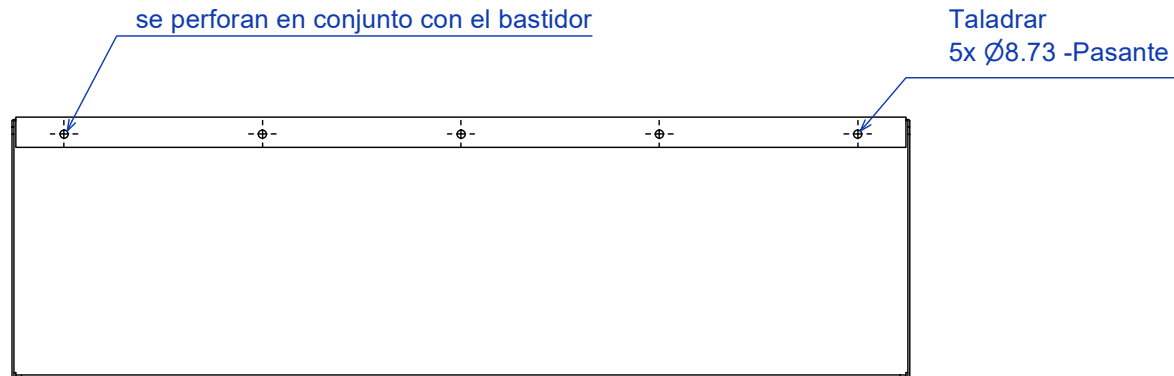 se perforan en conjunto con el bastidor
Taladrar
5x Ø8.73 -Pasante